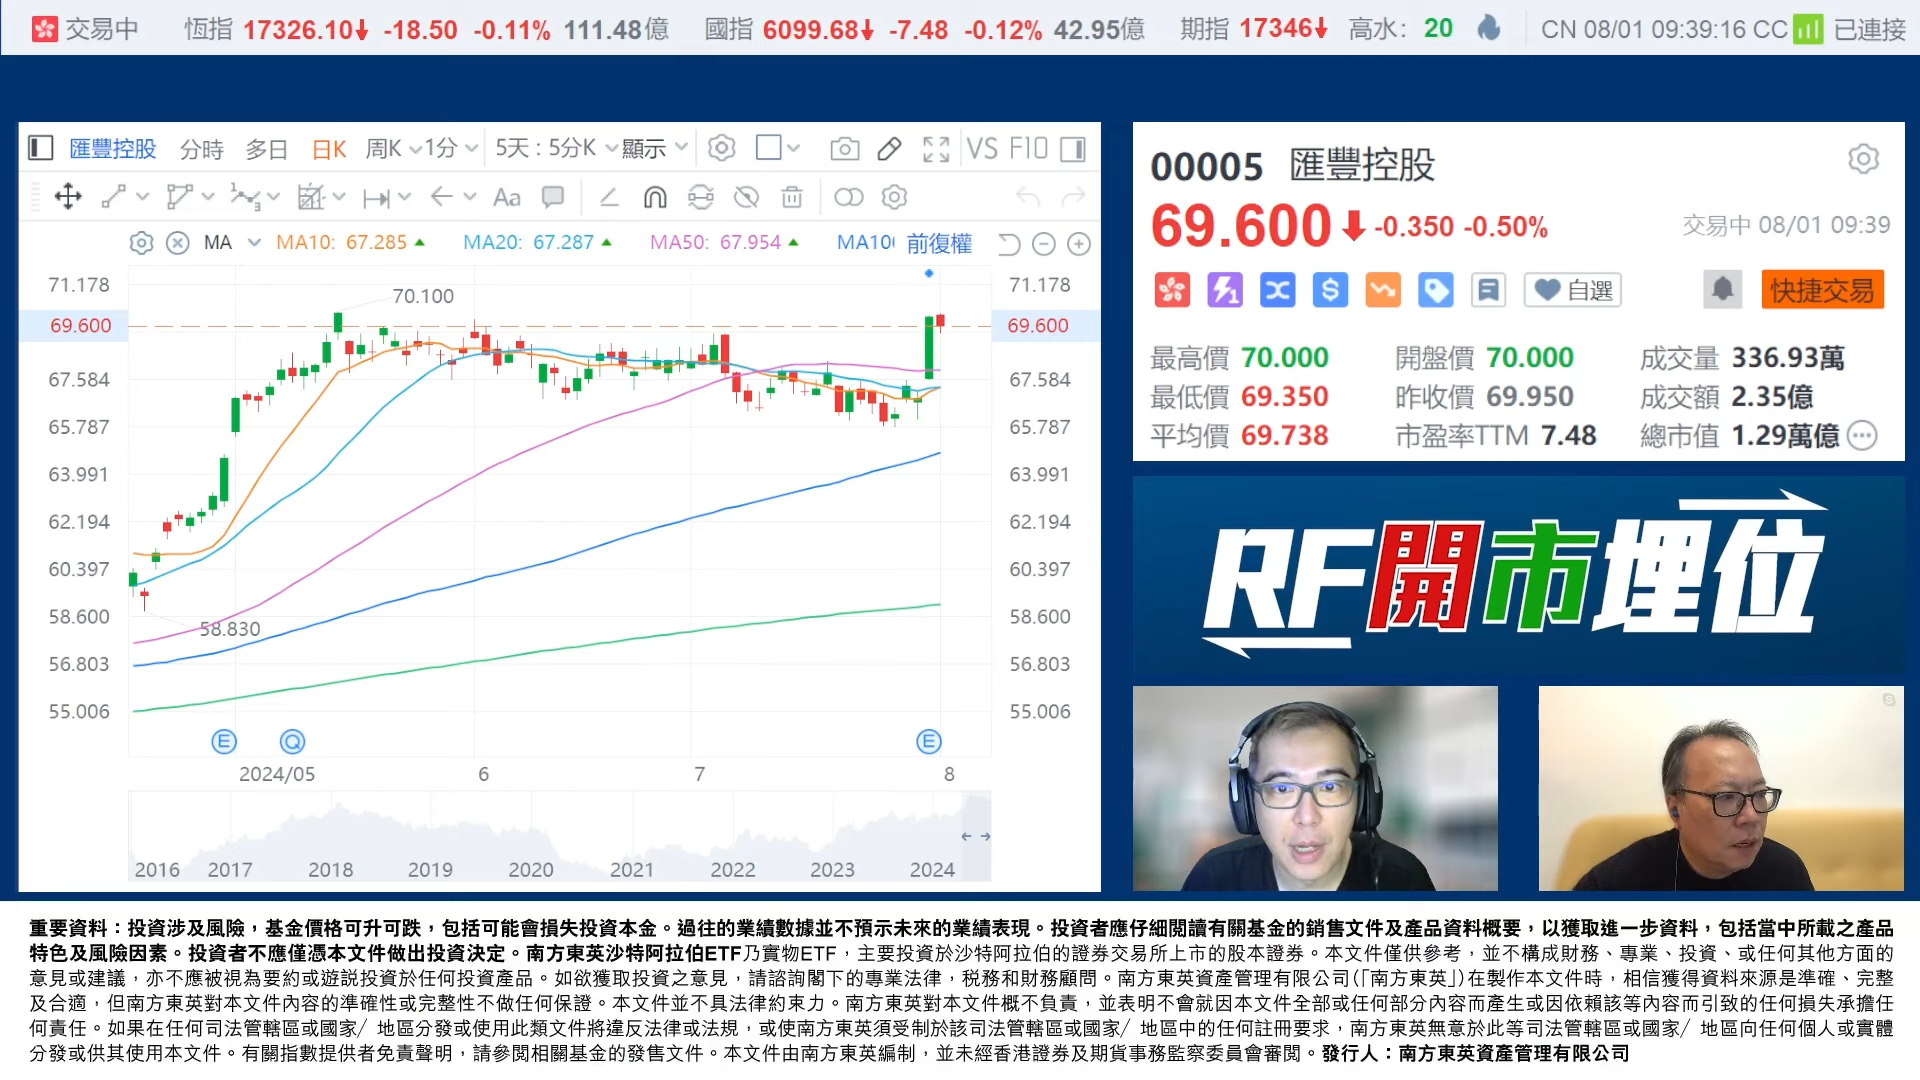 交易中 恆指 17326.10 -18.50 -0.11% 111.48億 國指 6099.68 -7.48 -0.12% 42.95億 期指 17346 高水: 20 CN 08/01 09:39:16 CC 已連接
匯豐控股 分時 多日 日K 周K 1分 5天 : 5分K 顯示 VS F10
Aa
MA MA10: 67.285 MA20: 67.287 MA50: 67.954 MA10 前復權
71.178 71.178
70.100
69.600 69.600
67.584 67.584
65.787 65.787
63.991 63.991
62.194 62.194
60.397 60.397
58.600 58.600
58.830
56.803 56.803
55.006 55.006
E Q E
2024/05 6 7 8
2016 2017 2018 2019 2020 2021 2022 2023 2024
00005 匯豐控股
69.600 -0.350 -0.50% 交易中 08/01 09:39
自選 快捷交易
最高價 70.000 開盤價 70.000 成交量 336.93萬
最低價 69.350 昨收價 69.950 成交額 2.35億
平均價 69.738 市盈率TTM 7.48 總市值 1.29萬億
RF開市埋位
重要資料：投資涉及風險，基金價格可升可跌，包括可能會損失投資本金。過往的業績數據並不預示未來的業績表現。投資者應仔細閱讀有關基金的銷售文件及產品資料概要，以獲取進一步資料，包括當中所載之產品
特色及風險因素。投資者不應僅憑本文件做出投資決定。南方東英沙特阿拉伯ETF乃實物ETF，主要投資於沙特阿拉伯的證券交易所上市的股本證券。本文件僅供參考，並不構成財務、專業、投資、或任何其他方面的
意見或建議，亦不應被視為要約或遊説投資於任何投資產品。如欲獲取投資之意見，請諮詢閣下的專業法律，税務和財務顧問。南方東英資產管理有限公司(「南方東英」)在製作本文件時，相信獲得資料來源是準確、完整
及合適，但南方東英對本文件內容的準確性或完整性不做任何保證。本文件並不具法律約束力。南方東英對本文件概不負責，並表明不會就因本文件全部或任何部分內容而產生或因依賴該等內容而引致的任何損失承擔任
何責任。如果在任何司法管轄區或國家/ 地區分發或使用此類文件將違反法律或法規，或使南方東英須受制於該司法管轄區或國家/ 地區中的任何註冊要求，南方東英無意於此等司法管轄區或國家/ 地區向任何個人或實體
分發或供其使用本文件。有關指數提供者免責聲明，請參閱相關基金的發售文件。本文件由南方東英編制，並未經香港證券及期貨事務監察委員會審閱。發行人：南方東英資產管理有限公司